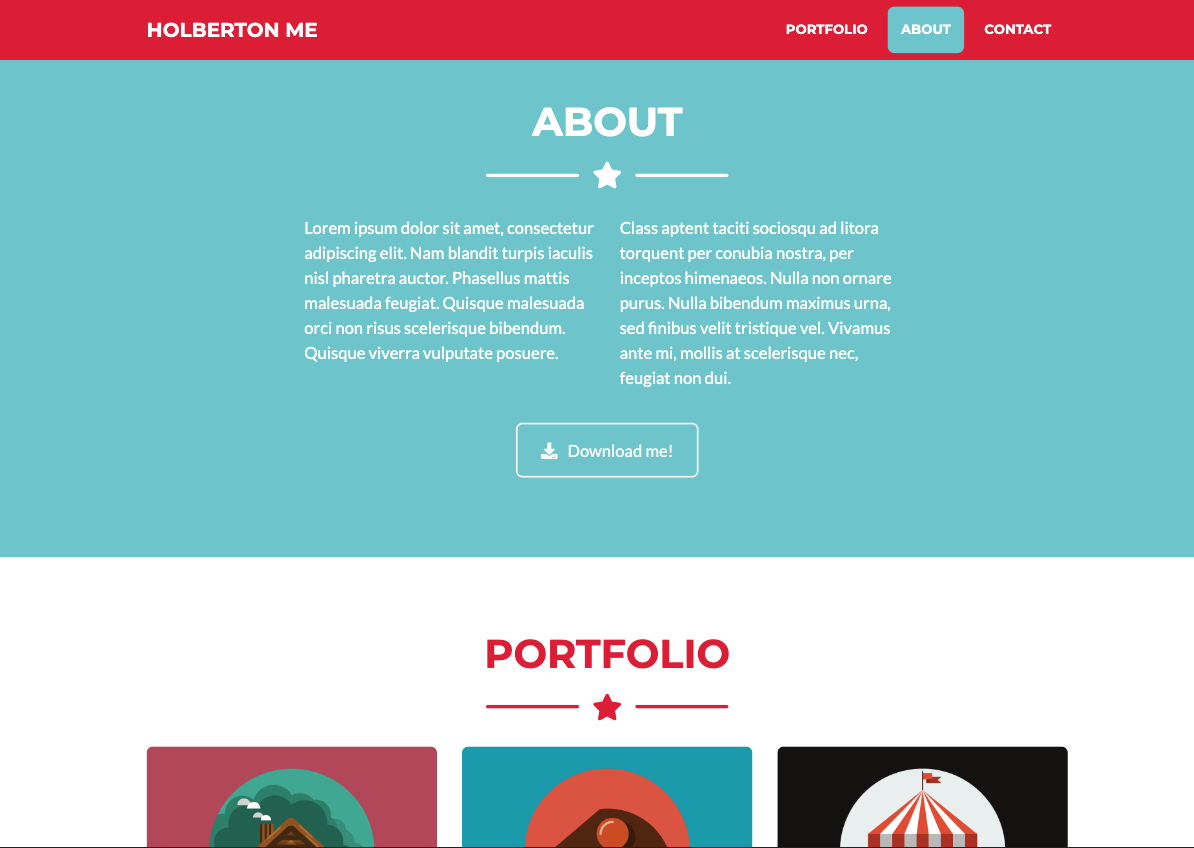 HOLBERTON ME
PORTFOLIO
ABOUT
CONTACT
ABOUT
Lorem ipsum dolor sit amet, consectetur
adipiscing elit. Nam blandit turpis iaculis
nisl pharetra auctor. Phasellus mattis
malesuada feugiat. Quisque malesuada
orci non risus scelerisque bibendum.
Quisque viverra vulputate posuere.
Class aptent taciti sociosqu ad litora
torquent per conubia nostra, per
inceptos himenaeos. Nulla non ornare
purus. Nulla bibendum maximus urna,
sed finibus velit tristique vel. Vivamus
ante mi, mollis at scelerisque nec,
feugiat non dui.
Download me!
PORTFOLIO